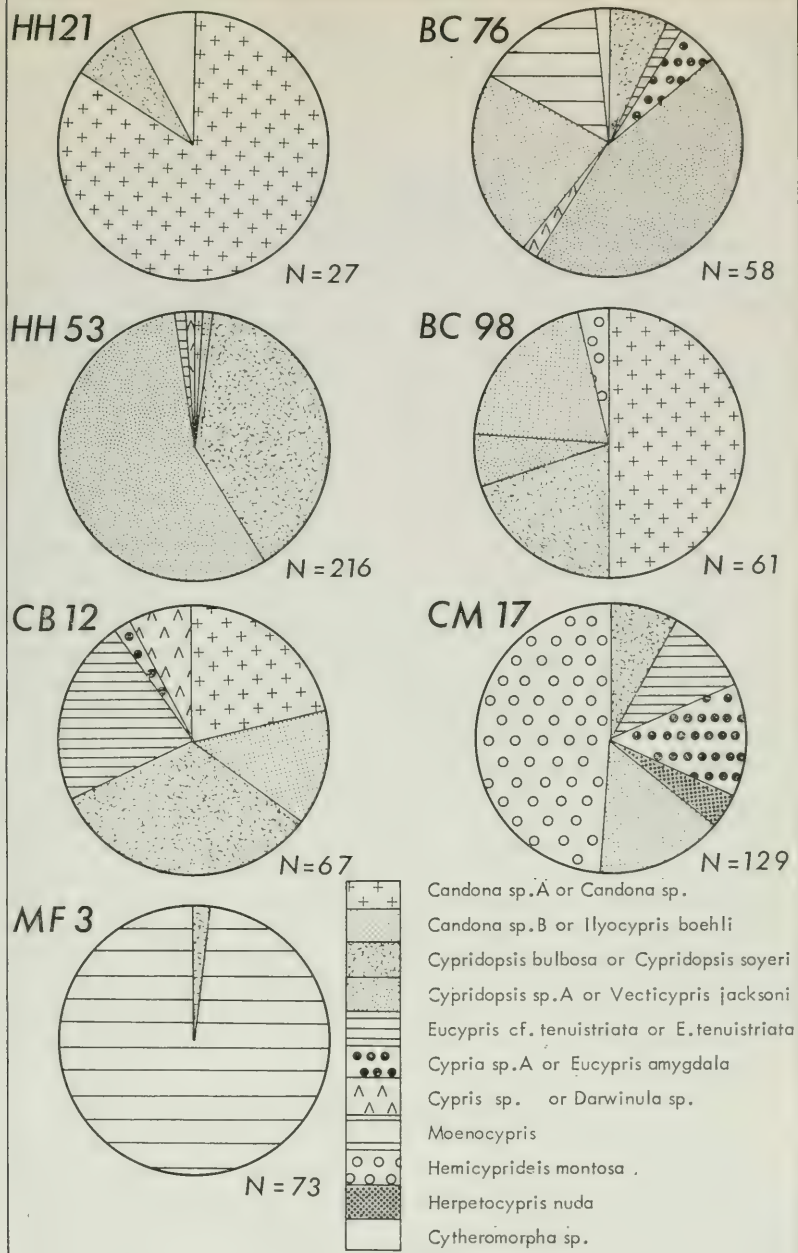 HH21
N=27
BC 76
N=58
HH 53
N=216
BC 98
N=61
CB 12
N=67
CM 17
N=129
MF 3
N=73
Candona sp.A or Candona sp.
Candona sp.B or Ilyocypris boehli
Cypridopsis bulbosa or Cypridopsis soyeri
Cypridopsis sp.A or Vecticypris jacksoni
Eucypris cf. tenuistriata or E.tenuistriata
Cypria sp.A or Eucypris amygdala
Cypris sp. or Darwinula sp.
Moenocypris
Hemicyprideis montosa .
Herpetocypris nuda
Cytheromorpha sp.